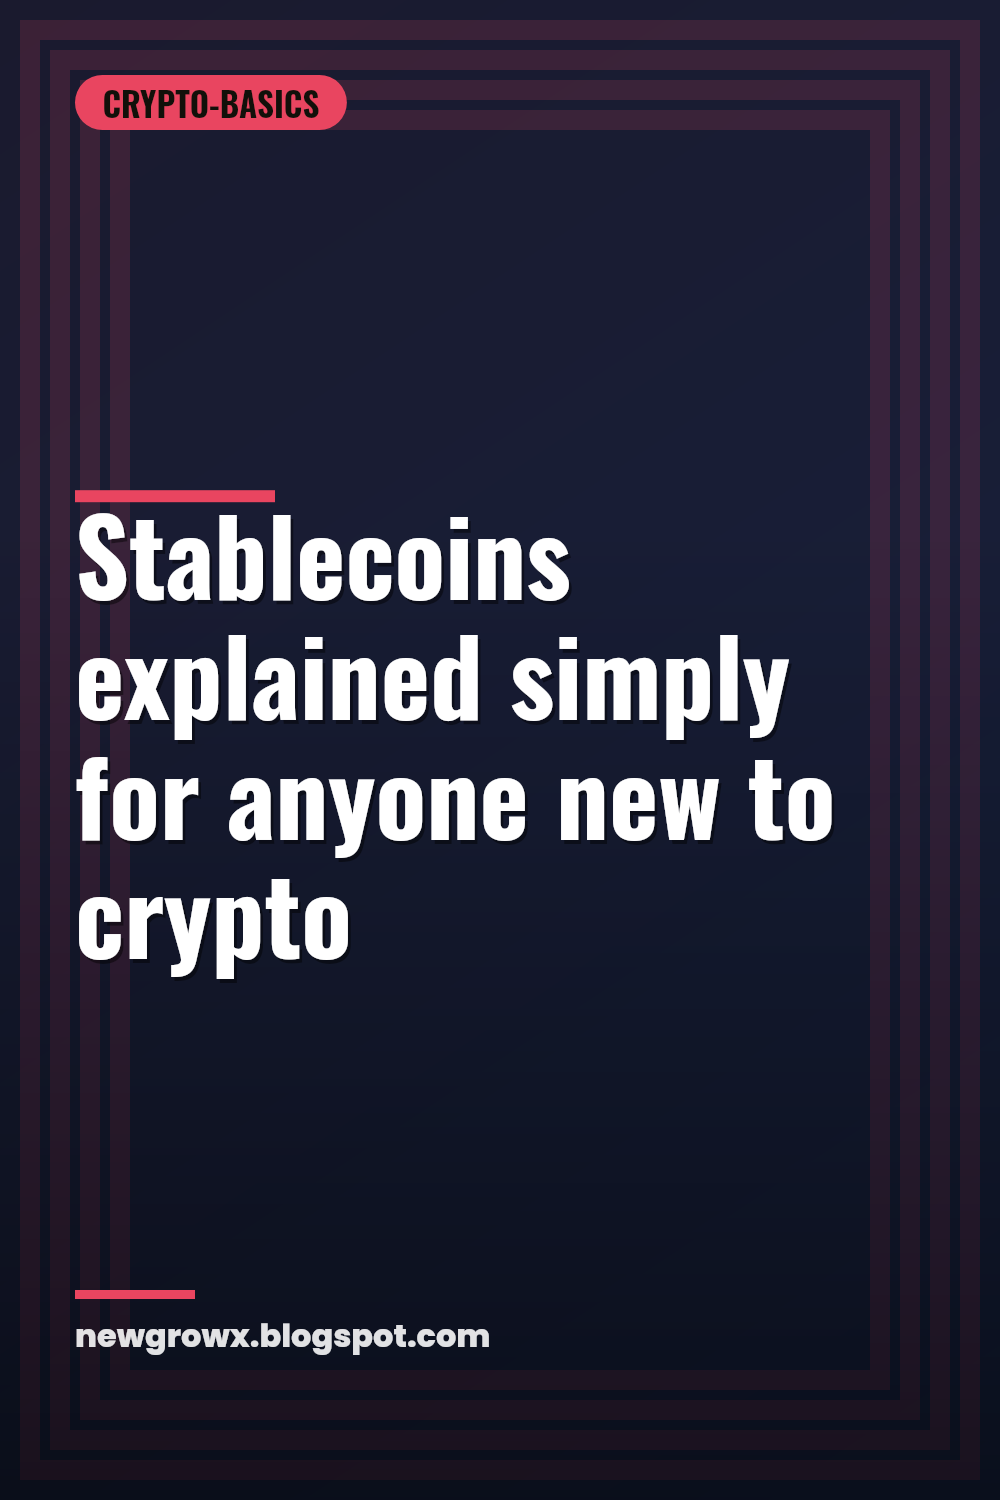 CRYPTO-BASICS
Stablecoins
explained simply
for anyone new to
crypto
newgrowx.blogspot.com